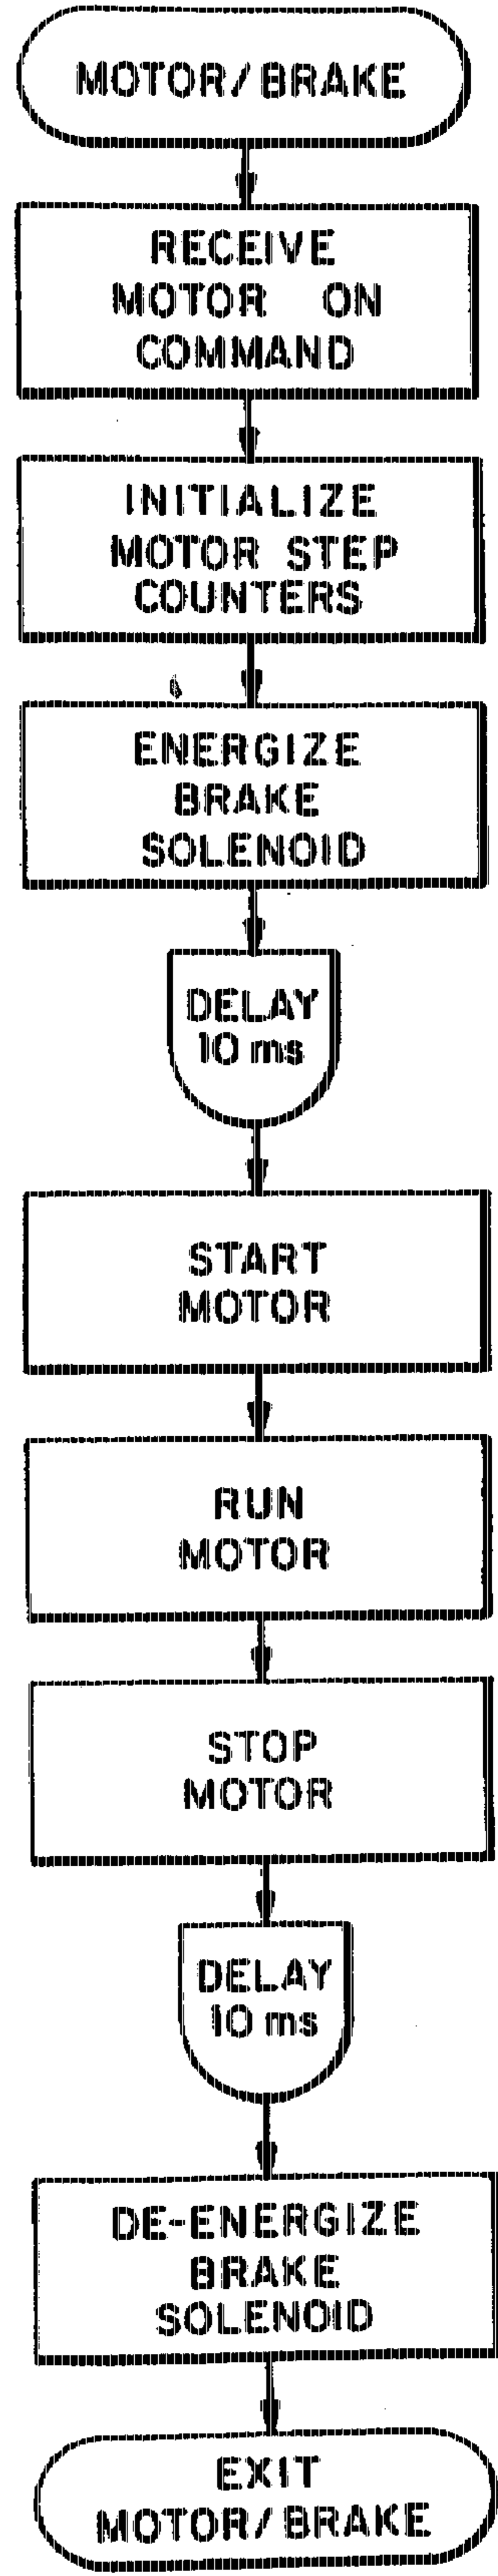 MOTOR/BRAKE
RECEIVE
MOTOR ON
COMMAND
INITIALIZE
MOTOR STEP
COUNTERS
ENERGIZE
BRAKE
SOLENOID
DELAY
10 ms
START
MOTOR
RUN
MOTOR
STOP
MOTOR
DELAY
10 ms
DE-ENERGIZE
BRAKE
SOLENOID
EXIT
MOTOR/BRAKE